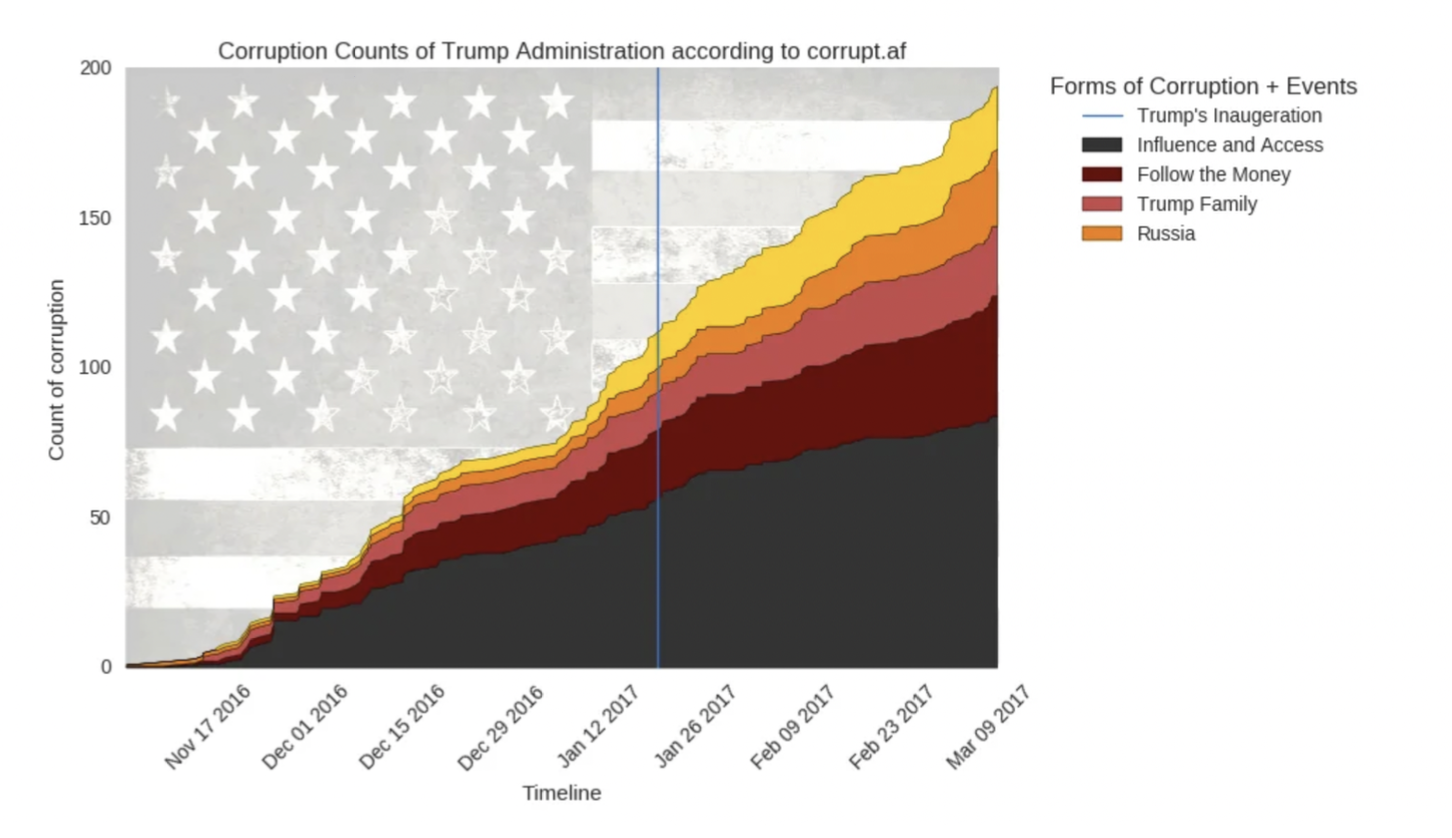 Corruption Counts of Trump Administration according to corrupt.af
200
150
100
50
0
Count of corruption
Nov 17 2016
Dec 01 2016
Dec 15 2016
Dec 29 2016
Jan 12 2017
Jan 26 2017
Feb 09 2017
Feb 23 2017
Mar 09 2017
Timeline
Forms of Corruption + Events
Trump's Inaugeration
Influence and Access
Follow the Money
Trump Family
Russia